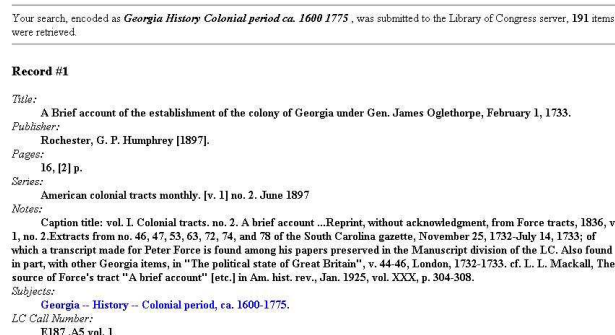 Your search, encoded as Georgia History Colonial period ca. 1600 1775 , was submitted to the Library of Congress server, 191 items
were retrieved.
Record #1
Title:
A Brief account of the establishment of the colony of Georgia under Gen. James Oglethorpe, February 1, 1733.
Publisher:
Rochester, G. P. Humphrey [1897].
Pages:
16, [2] p.
Series:
American colonial tracts monthly. [v. 1] no. 2. June 1897
Notes:
Caption title: vol. I. Colonial tracts. no. 2. A brief account ...Reprint, without acknowledgment, from Force tracts, 1836, v
1, no. 2.Extracts from no. 46, 47, 53, 63, 72, 74, and 78 of the South Carolina gazette, November 25, 1732-July 14, 1733; of
which a transcript made for Peter Force is found among his papers preserved in the Manuscript division of the LC. Also found
in part, with other Georgia items, in "The political state of Great Britain", v. 44-46, London, 1732-1733. cf. L. L. Mackall, The
source of Force's tract "A brief account" [etc.] in Am. hist. rev., Jan. 1925, vol. XXX, p. 304-308.
Subjects:
Georgia -- History -- Colonial period, ca. 1600-1775.
LC Call Number:
E187 .A5 vol. 1